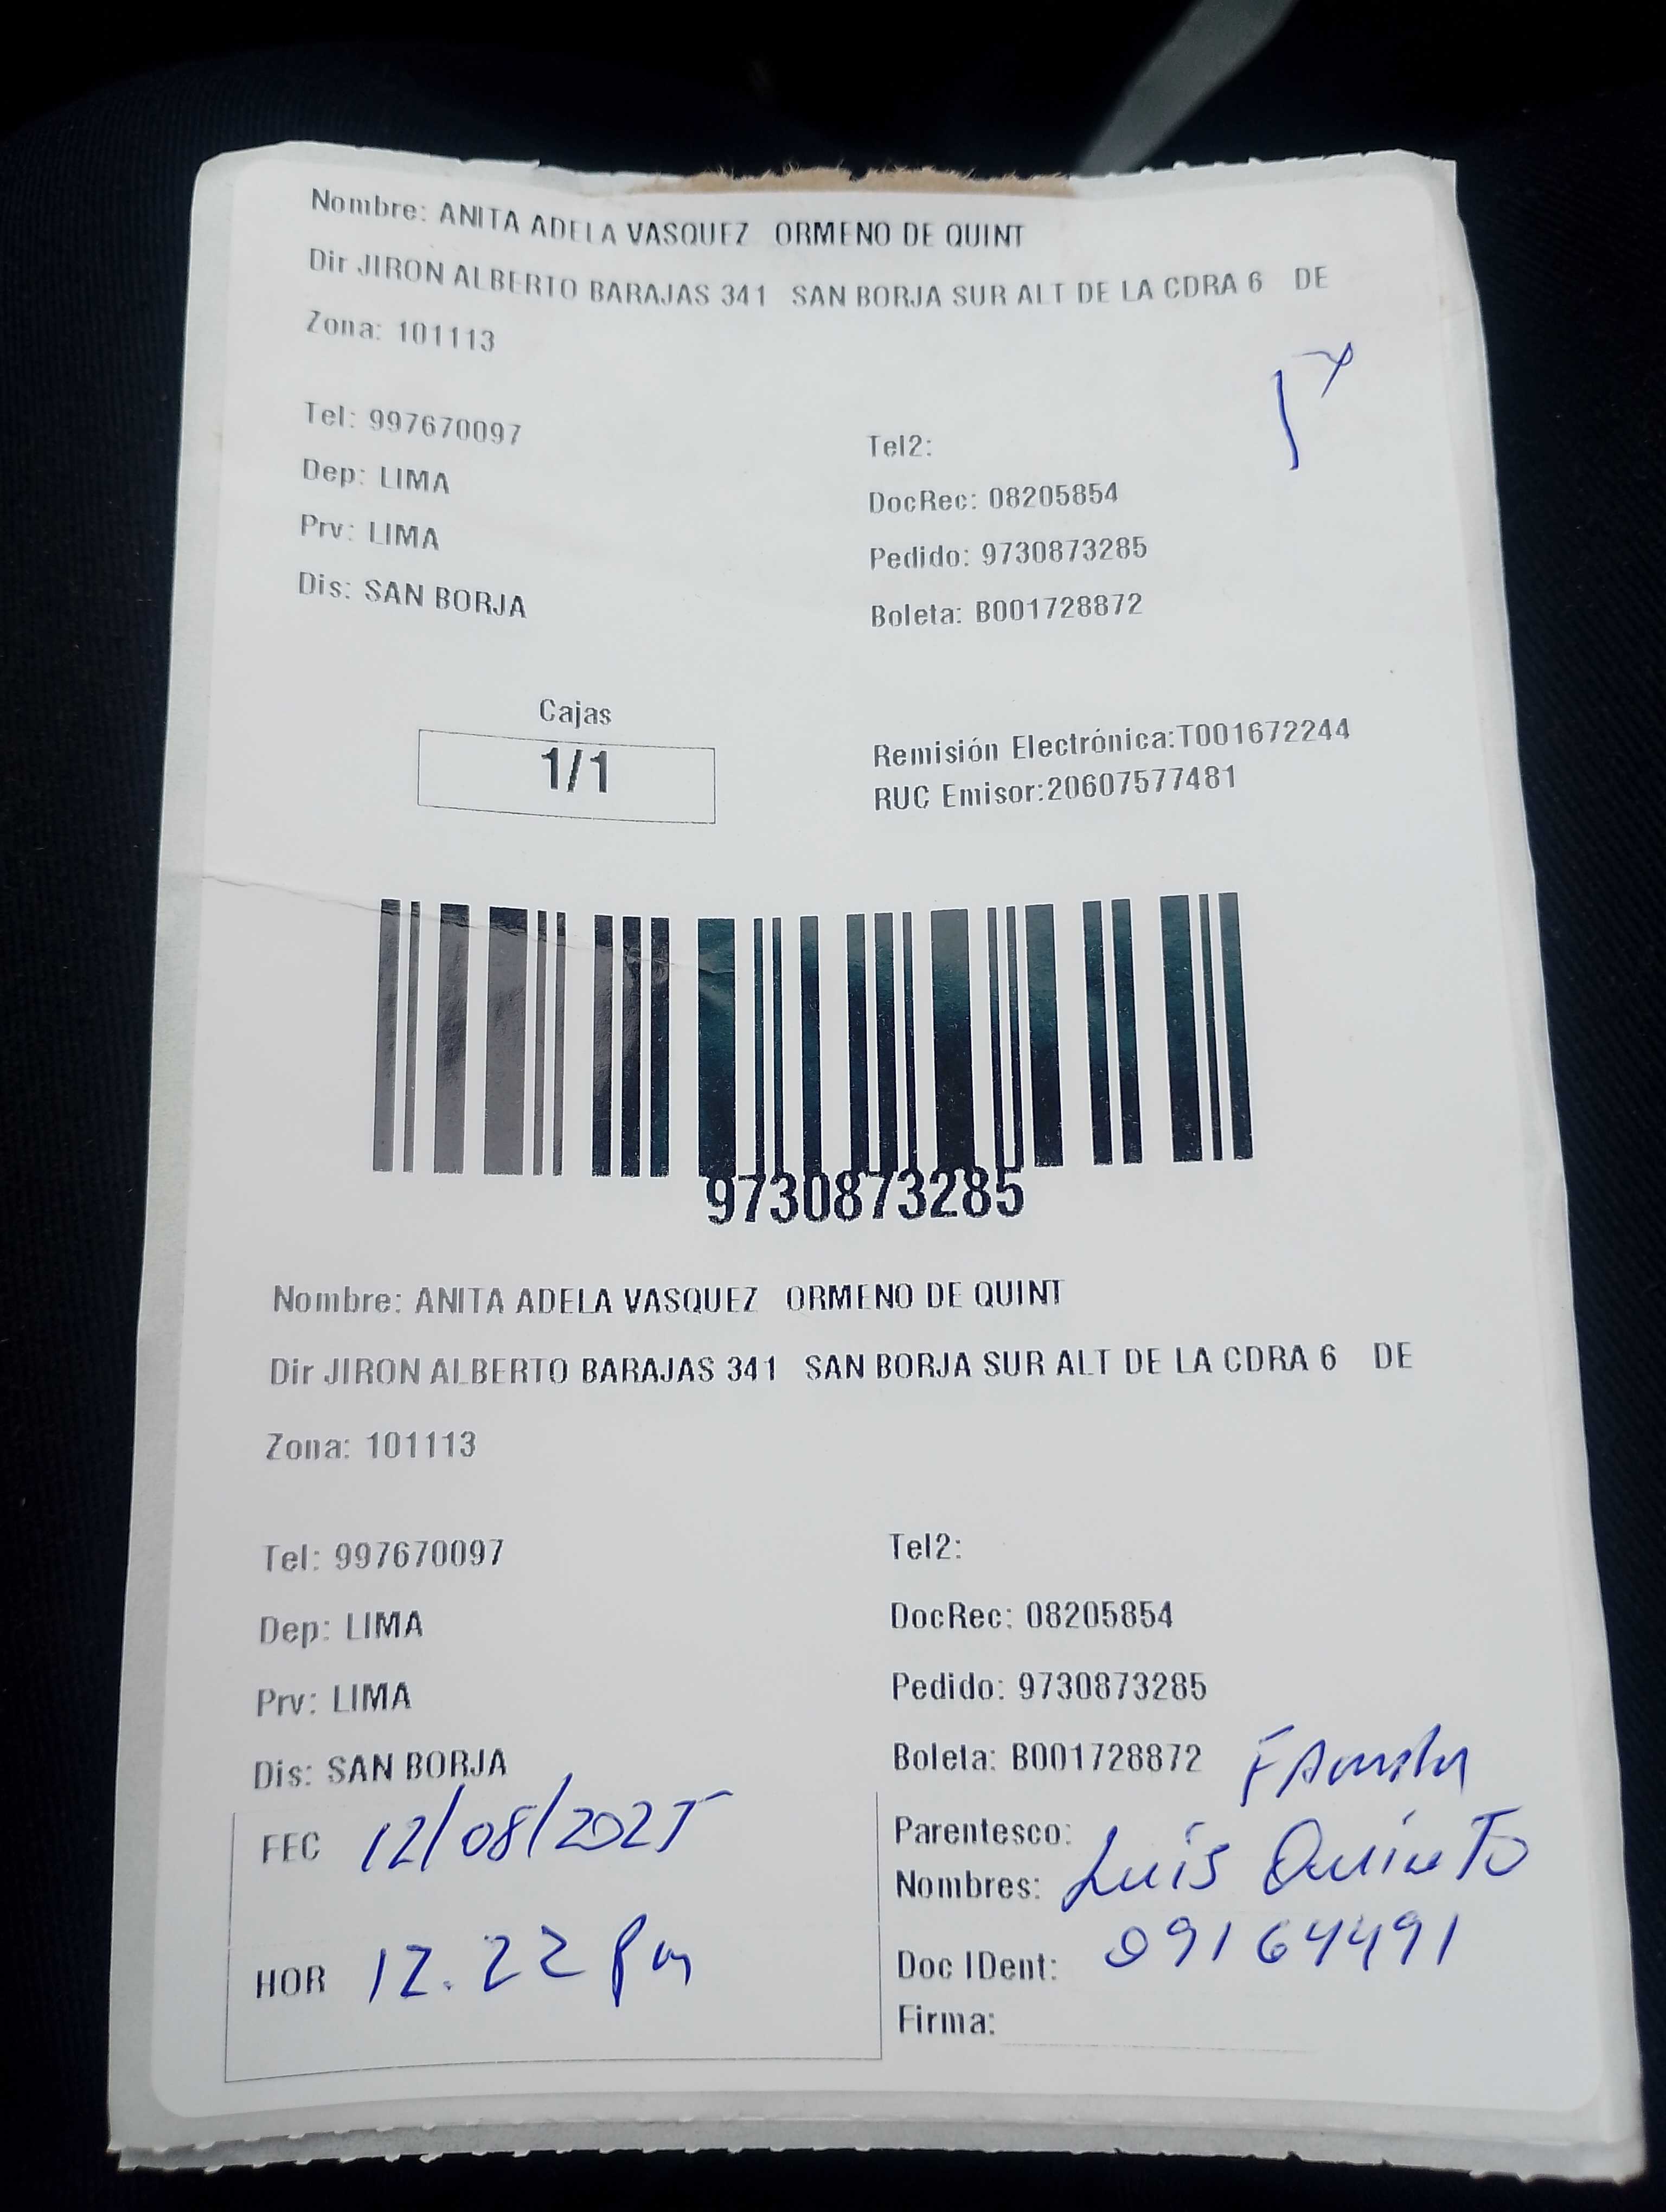 Nombre: ANITA ADELA VASQUEZ ORMENO DE QUINT
Dir JIRON ALBERTO BARAJAS 341 SAN BORJA SUR ALT DE LA CDRA 6 DE
Zona: 101113
Tel: 997670097
Tel2:
Dep: LIMA
DocRec: 08205854
Prv: LIMA
Pedido: 9730873285
Dis: SAN BORJA
Boleta: B001728872
Cajas
1/1
Remisión Electrónica:T001672244
RUC Emisor:20607577481
9730873285
Nombre: ANITA ADELA VASQUEZ ORMENO DE QUINT
Dir JIRON ALBERTO BARAJAS 341 SAN BORJA SUR ALT DE LA CDRA 6 DE
Zona: 101113
Tel: 997670097
Tel2:
Dep: LIMA
DocRec: 08205854
Prv: LIMA
Pedido: 9730873285
Dis: SAN BORJA
Boleta: B001728872
FEC 12/08/2025
HOR 12.22 pm
Parentesco:
Nombres: Luis Quinto
Doc IDent: 09164491
Firma: